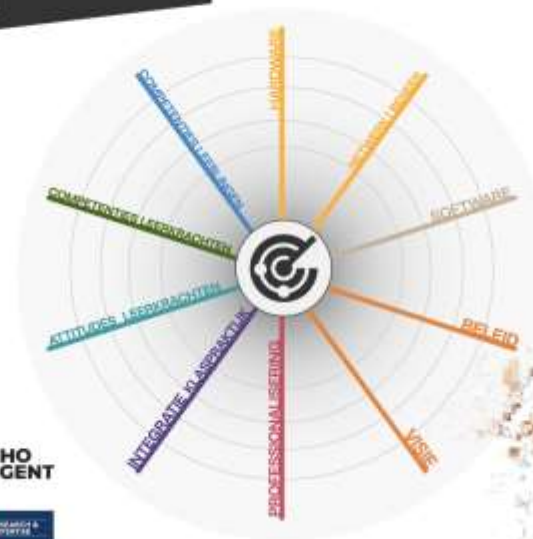 HARDWARE
SOFTWARE
BELEID
VISIE
PROFESSIONALISERING
INTEGRATIE KLASPRAKTIJK
ATTITUDES LEERKRACHTEN
COMPETENTIES LEERKRACHTEN
COMPETENTIES LEERLINGEN
HO
GENT